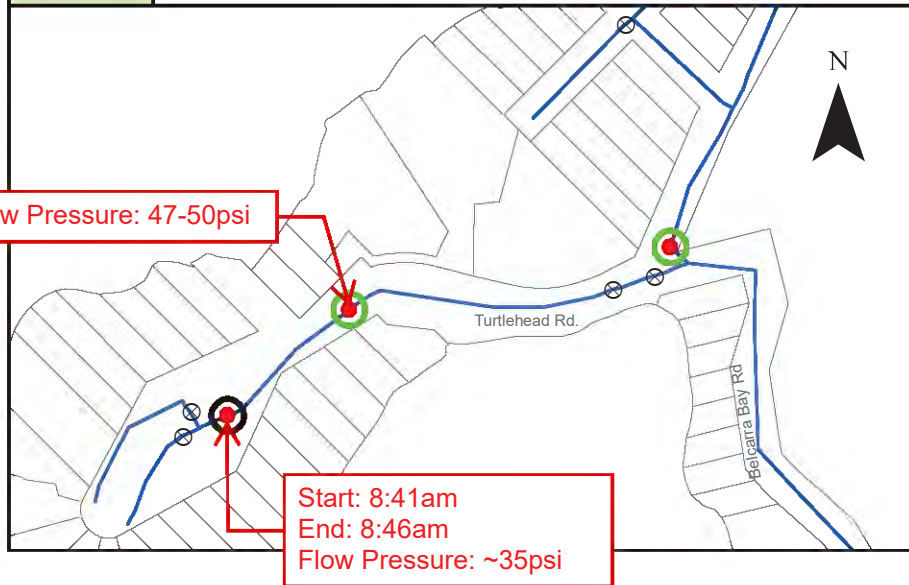 N
w Pressure: 47-50psi
Turtlehead Rd.
Belcarra Bay Rd
Start: 8:41am
End: 8:46am
Flow Pressure: ~35psi